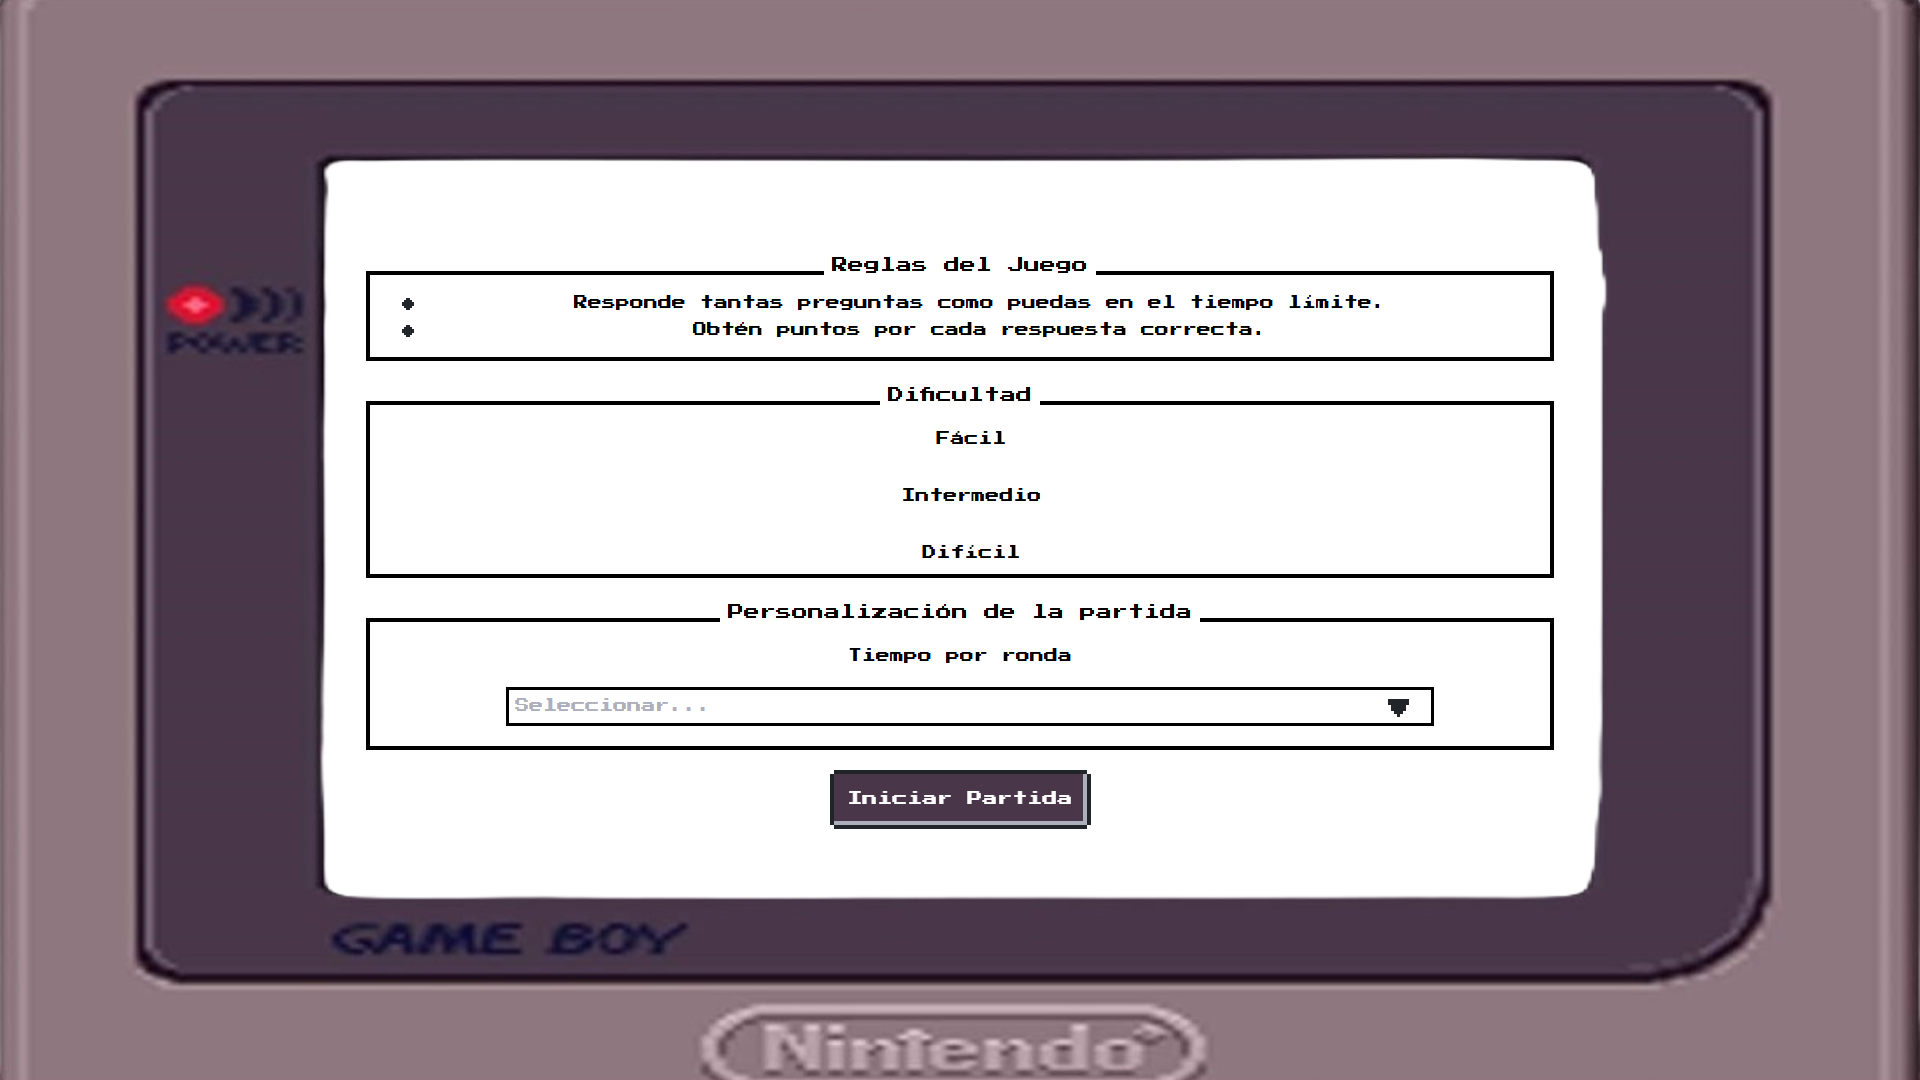 Reglas del Juego
Responde tantas preguntas como puedas en el tiempo límite.
Obtén puntos por cada respuesta correcta.
POWER
Dificultad
Fácil
Intermedio
Difícil
Personalización de la partida
Tiempo por ronda
Seleccionar...
Iniciar Partida
GAME BOY
Nintendo